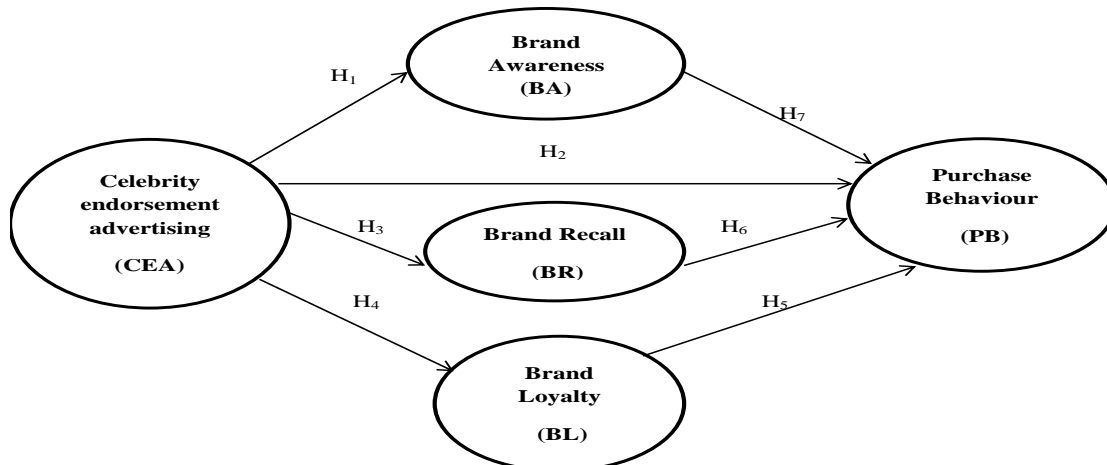 Brand
Awareness
(BA)
H₁
H₇
H₂
Celebrity
endorsement
advertising
(CEA)
Purchase
Behaviour
(PB)
H₃
Brand Recall
(BR)
H₆
H₄
H₅
Brand
Loyalty
(BL)